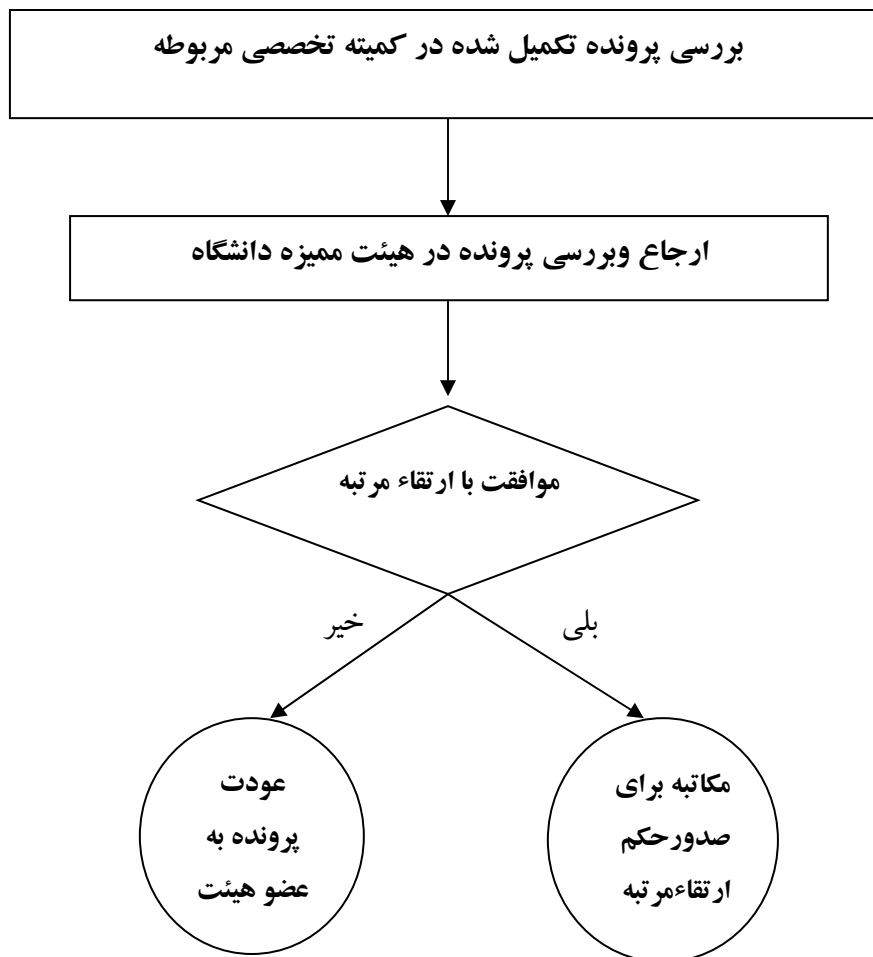 بررسی پرونده تکمیل شده در کمیته تخصصی مربوطه
ارجاع وبررسی پرونده در هیئت ممیزه دانشگاه
موافقت با ارتقاء مرتبه
بلی
خیر
مکاتبه برای
صدورحکم
ارتقاءمرتبه
عودت
پرونده به
عضو هیئت